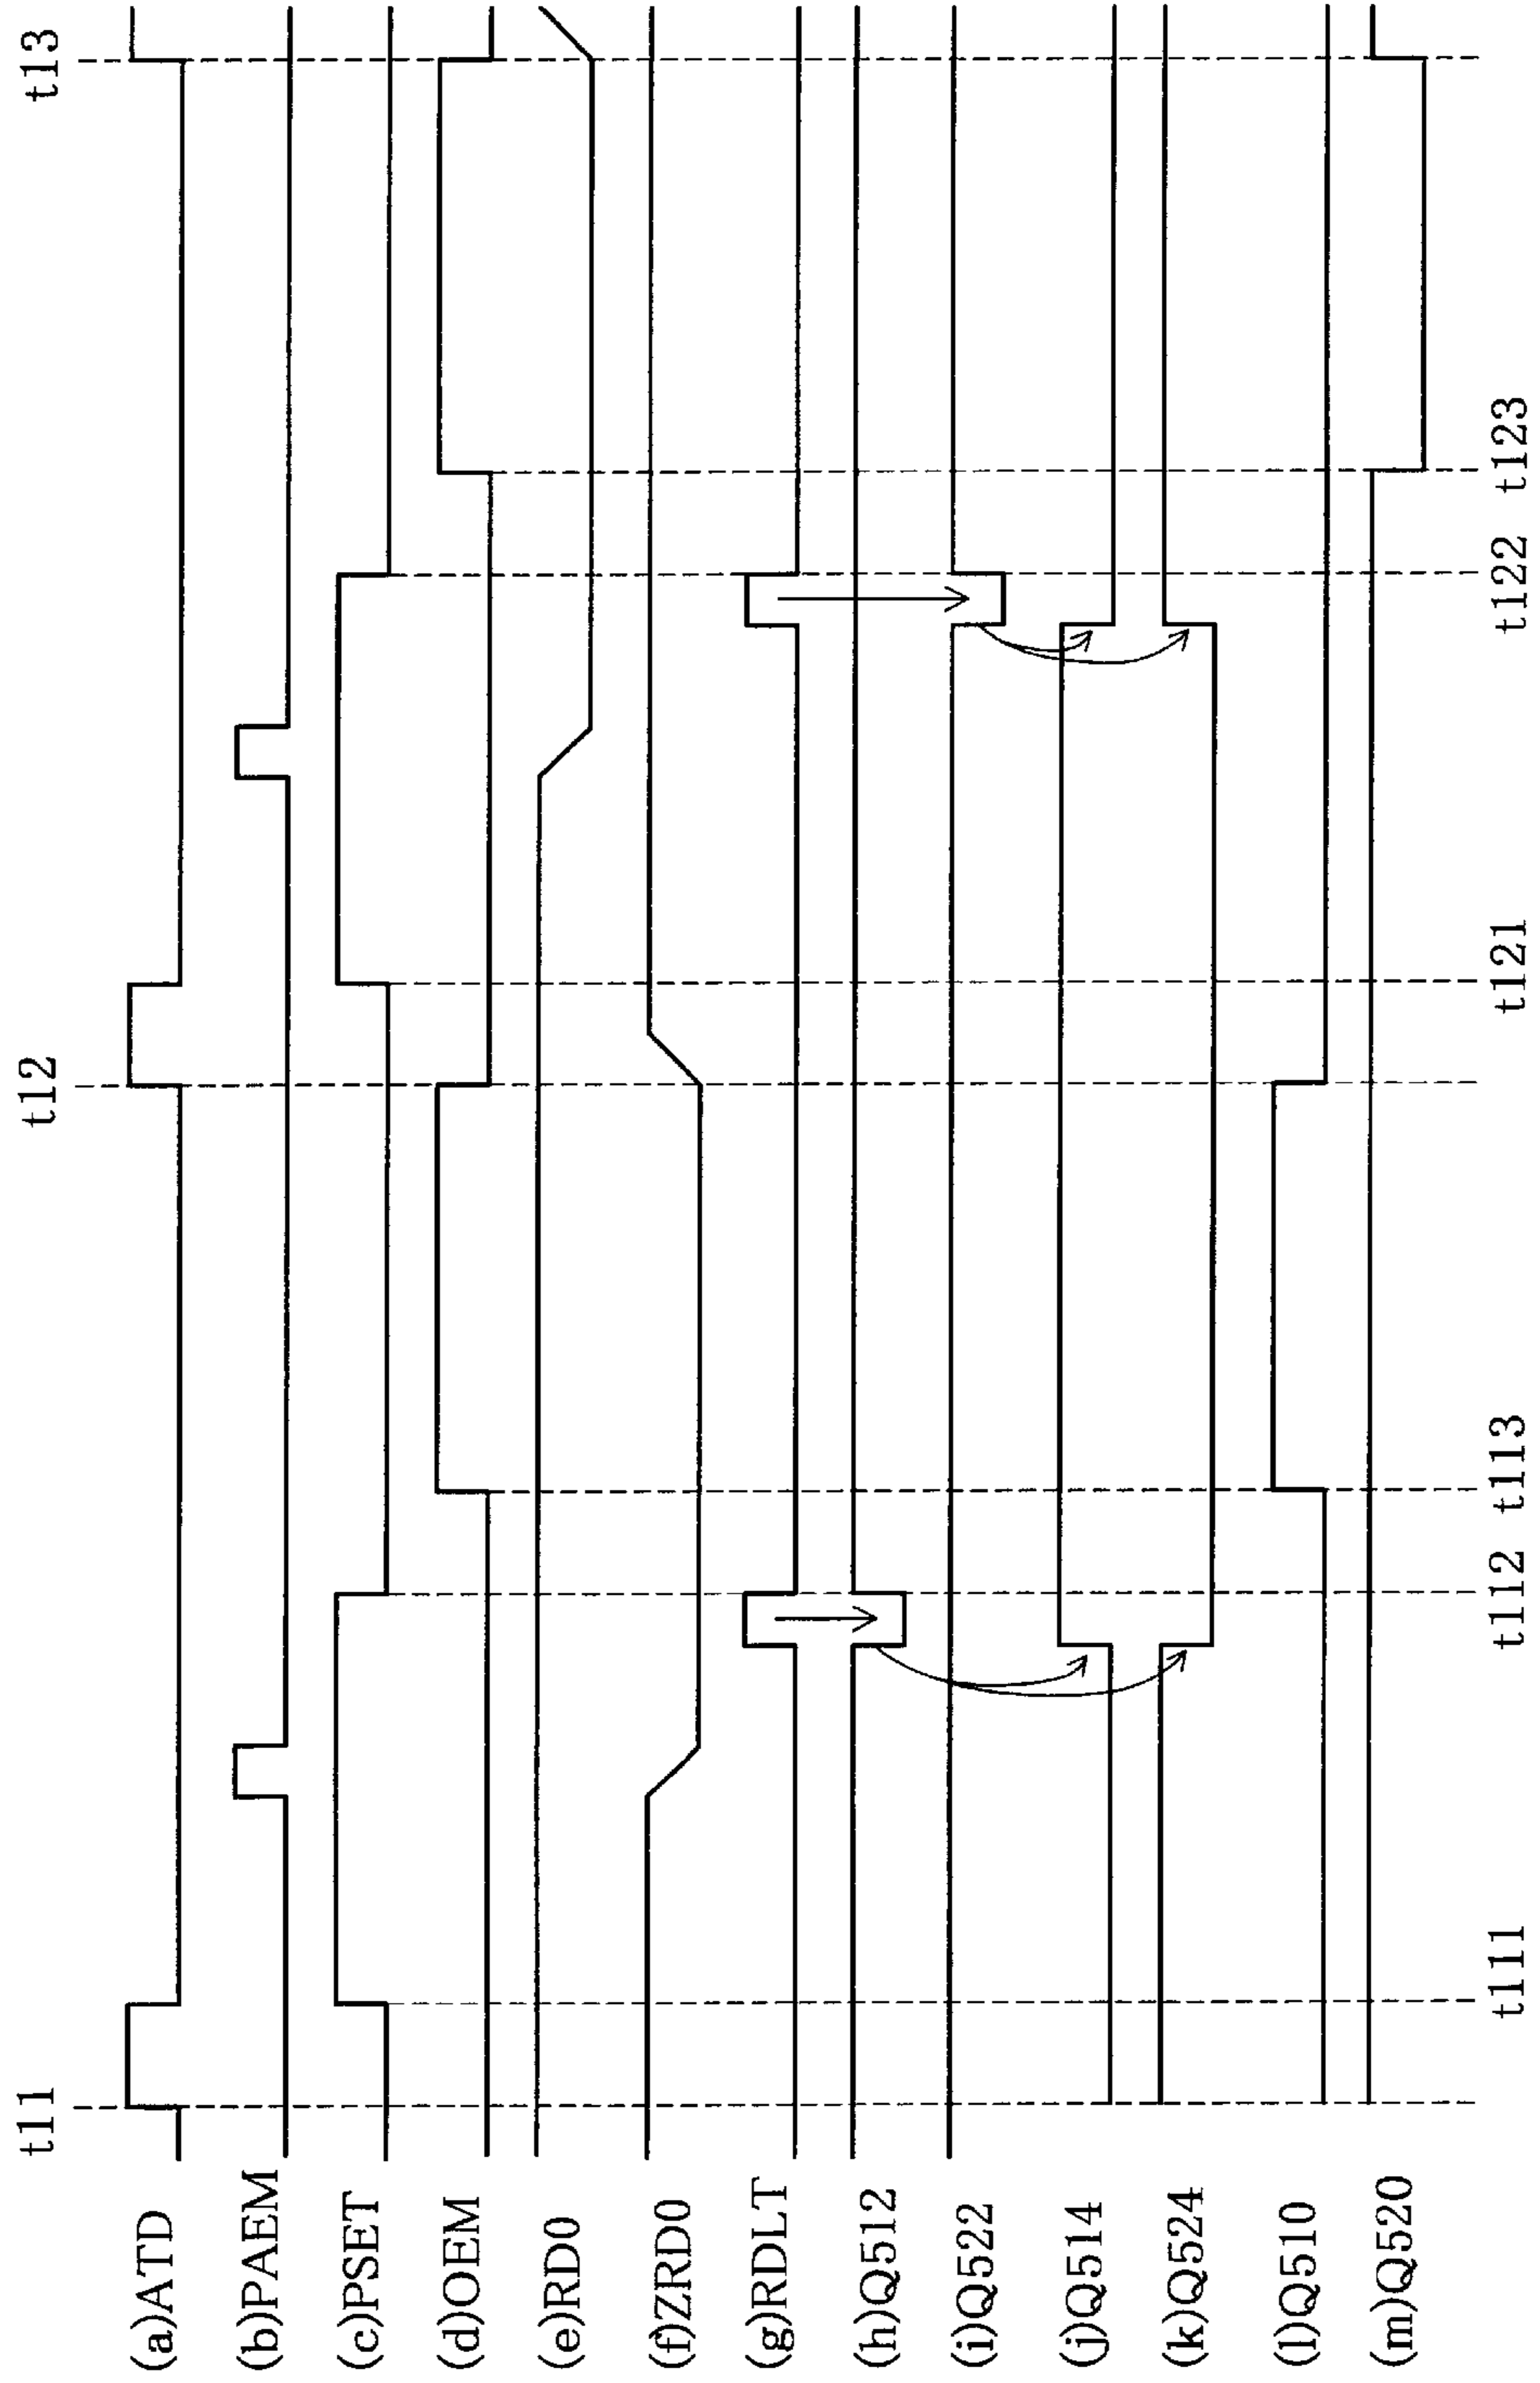 t11
t12
t13
(a)ATD
(b)PAEM
(c)PSET
(d)OEM
(e)RD0
(f)ZRD0
(g)RDLT
(h)Q512
(i)Q522
(j)Q514
(k)Q524
(l)Q510
(m)Q520
t111
t112
t113
t121
t122
t123